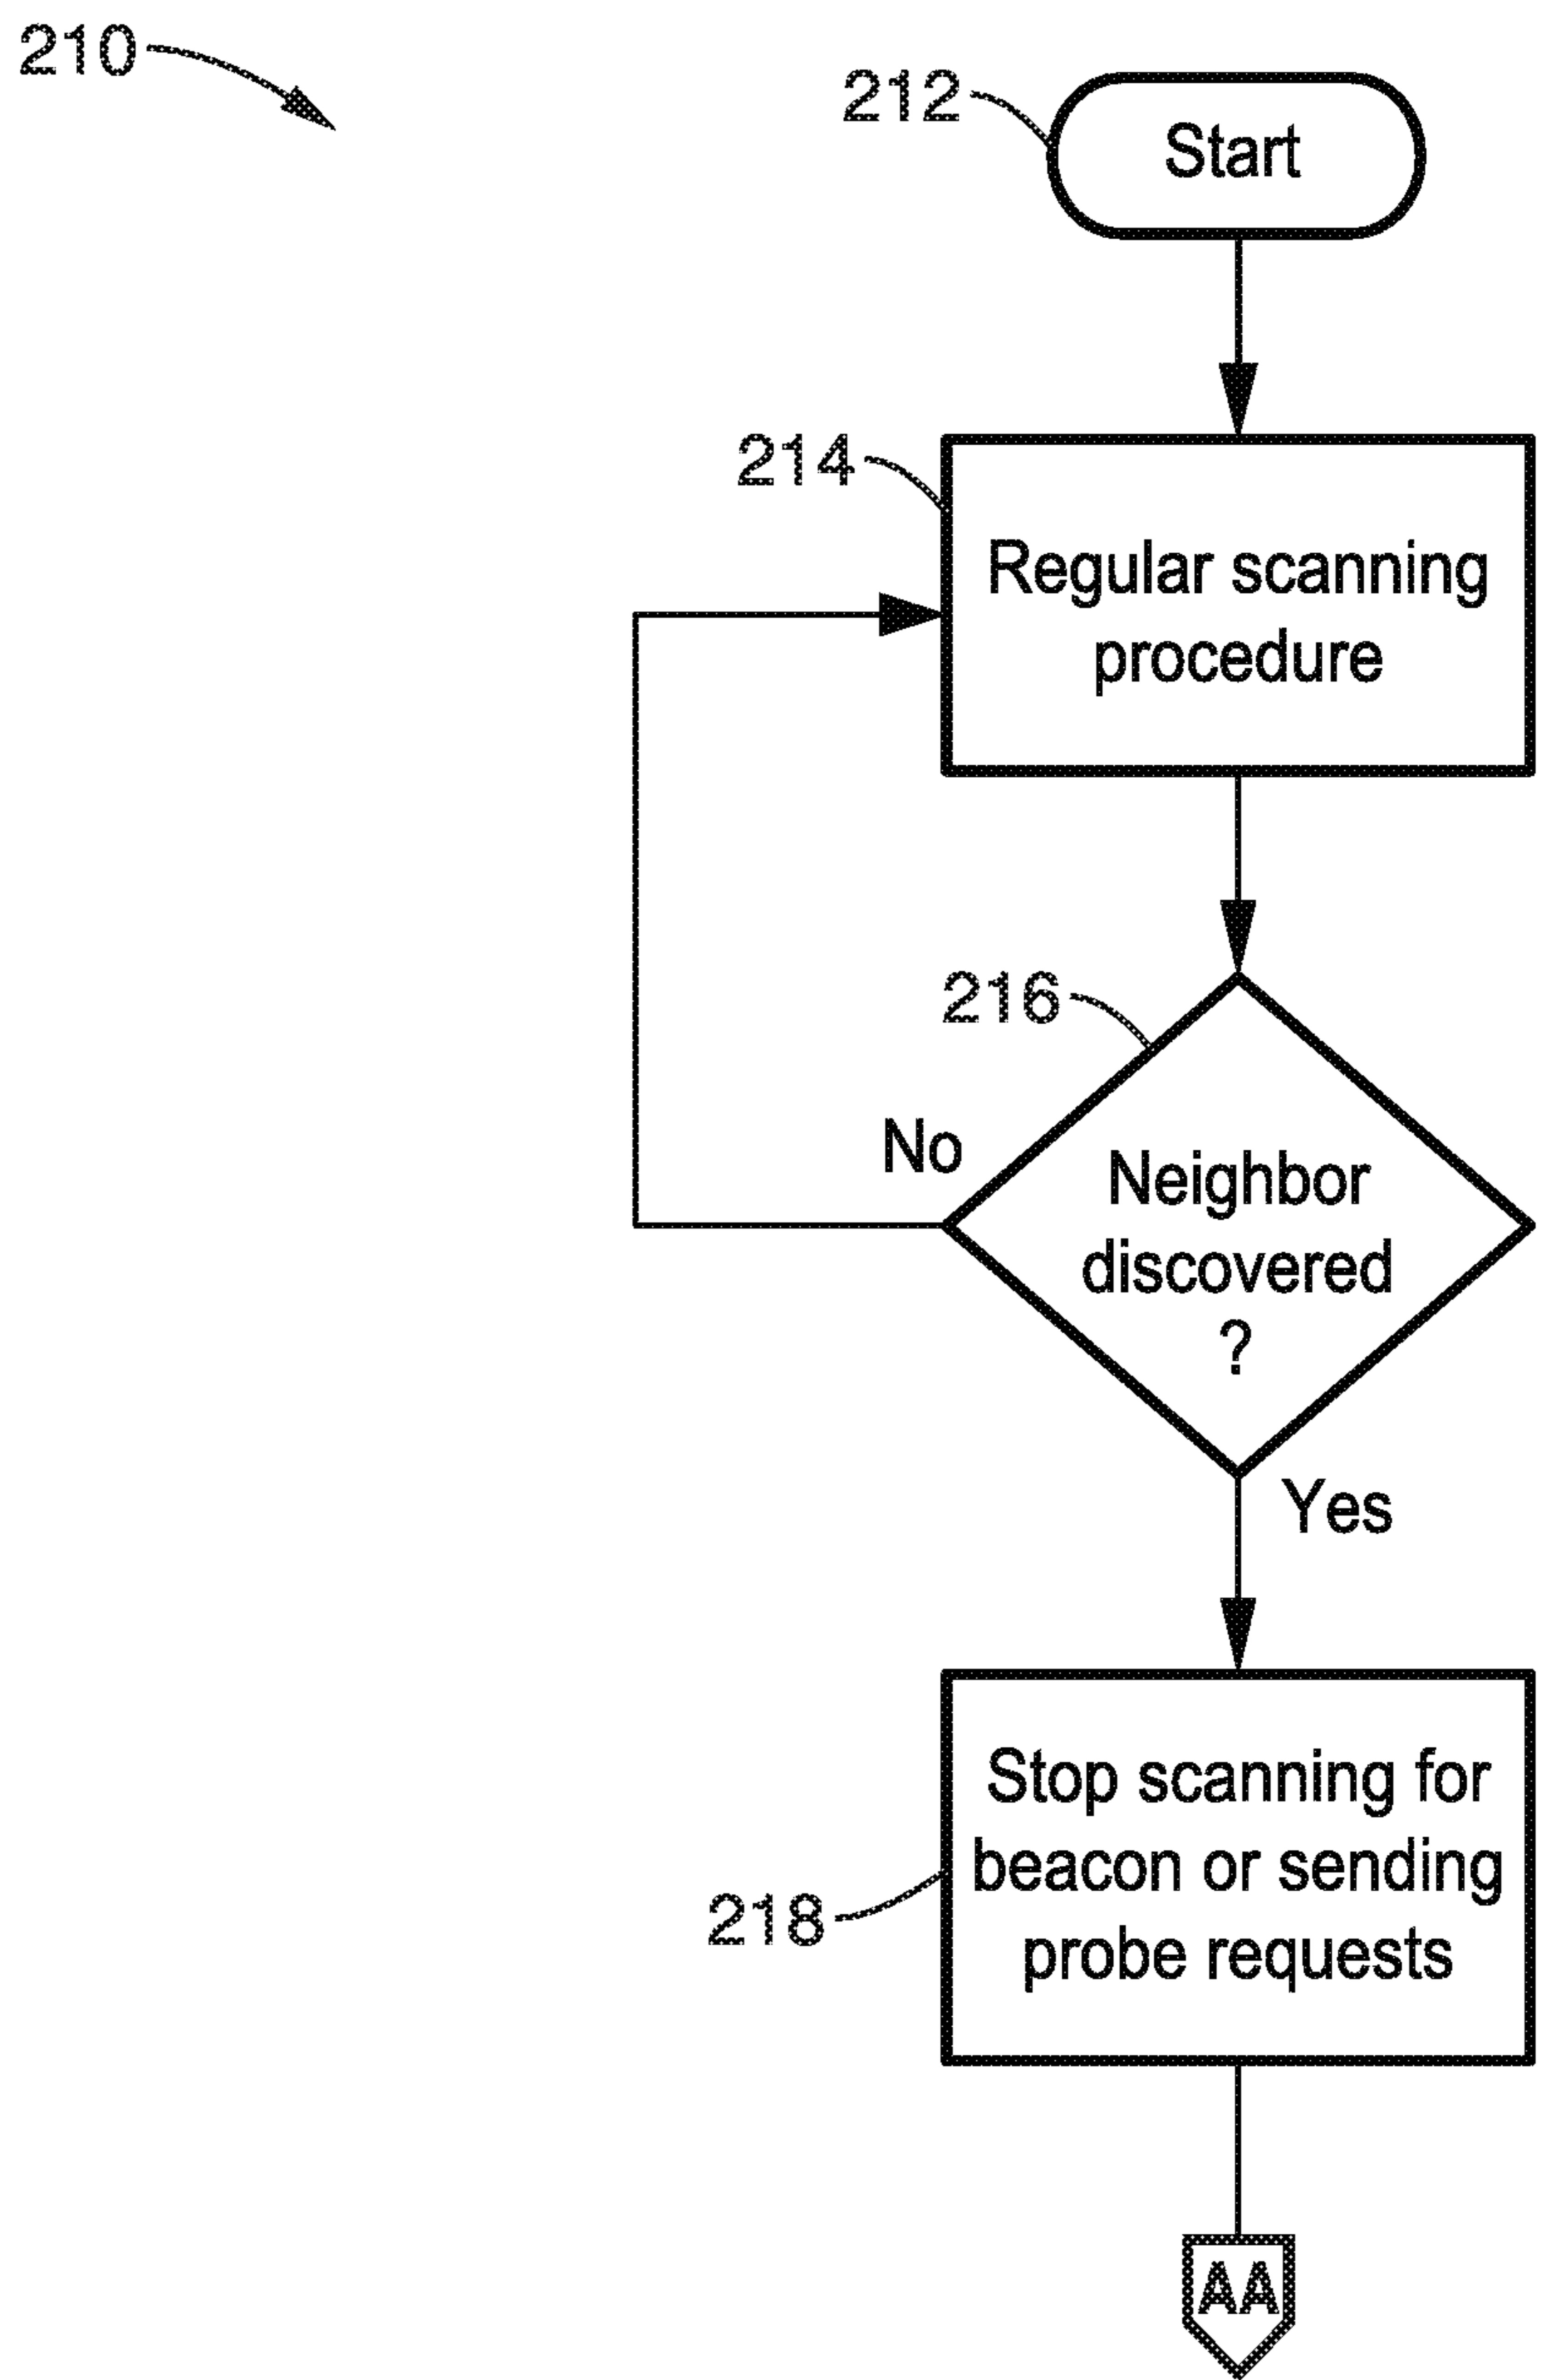 210
212
Start
214
Regular scanning
procedure
216
No
Neighbor
discovered
?
Yes
Stop scanning for
beacon or sending
218
probe requests
AA